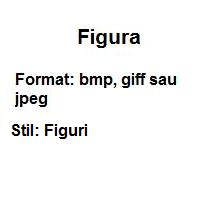 Figura
Format: bmp, giff sau
jpeg
Stil: Figuri